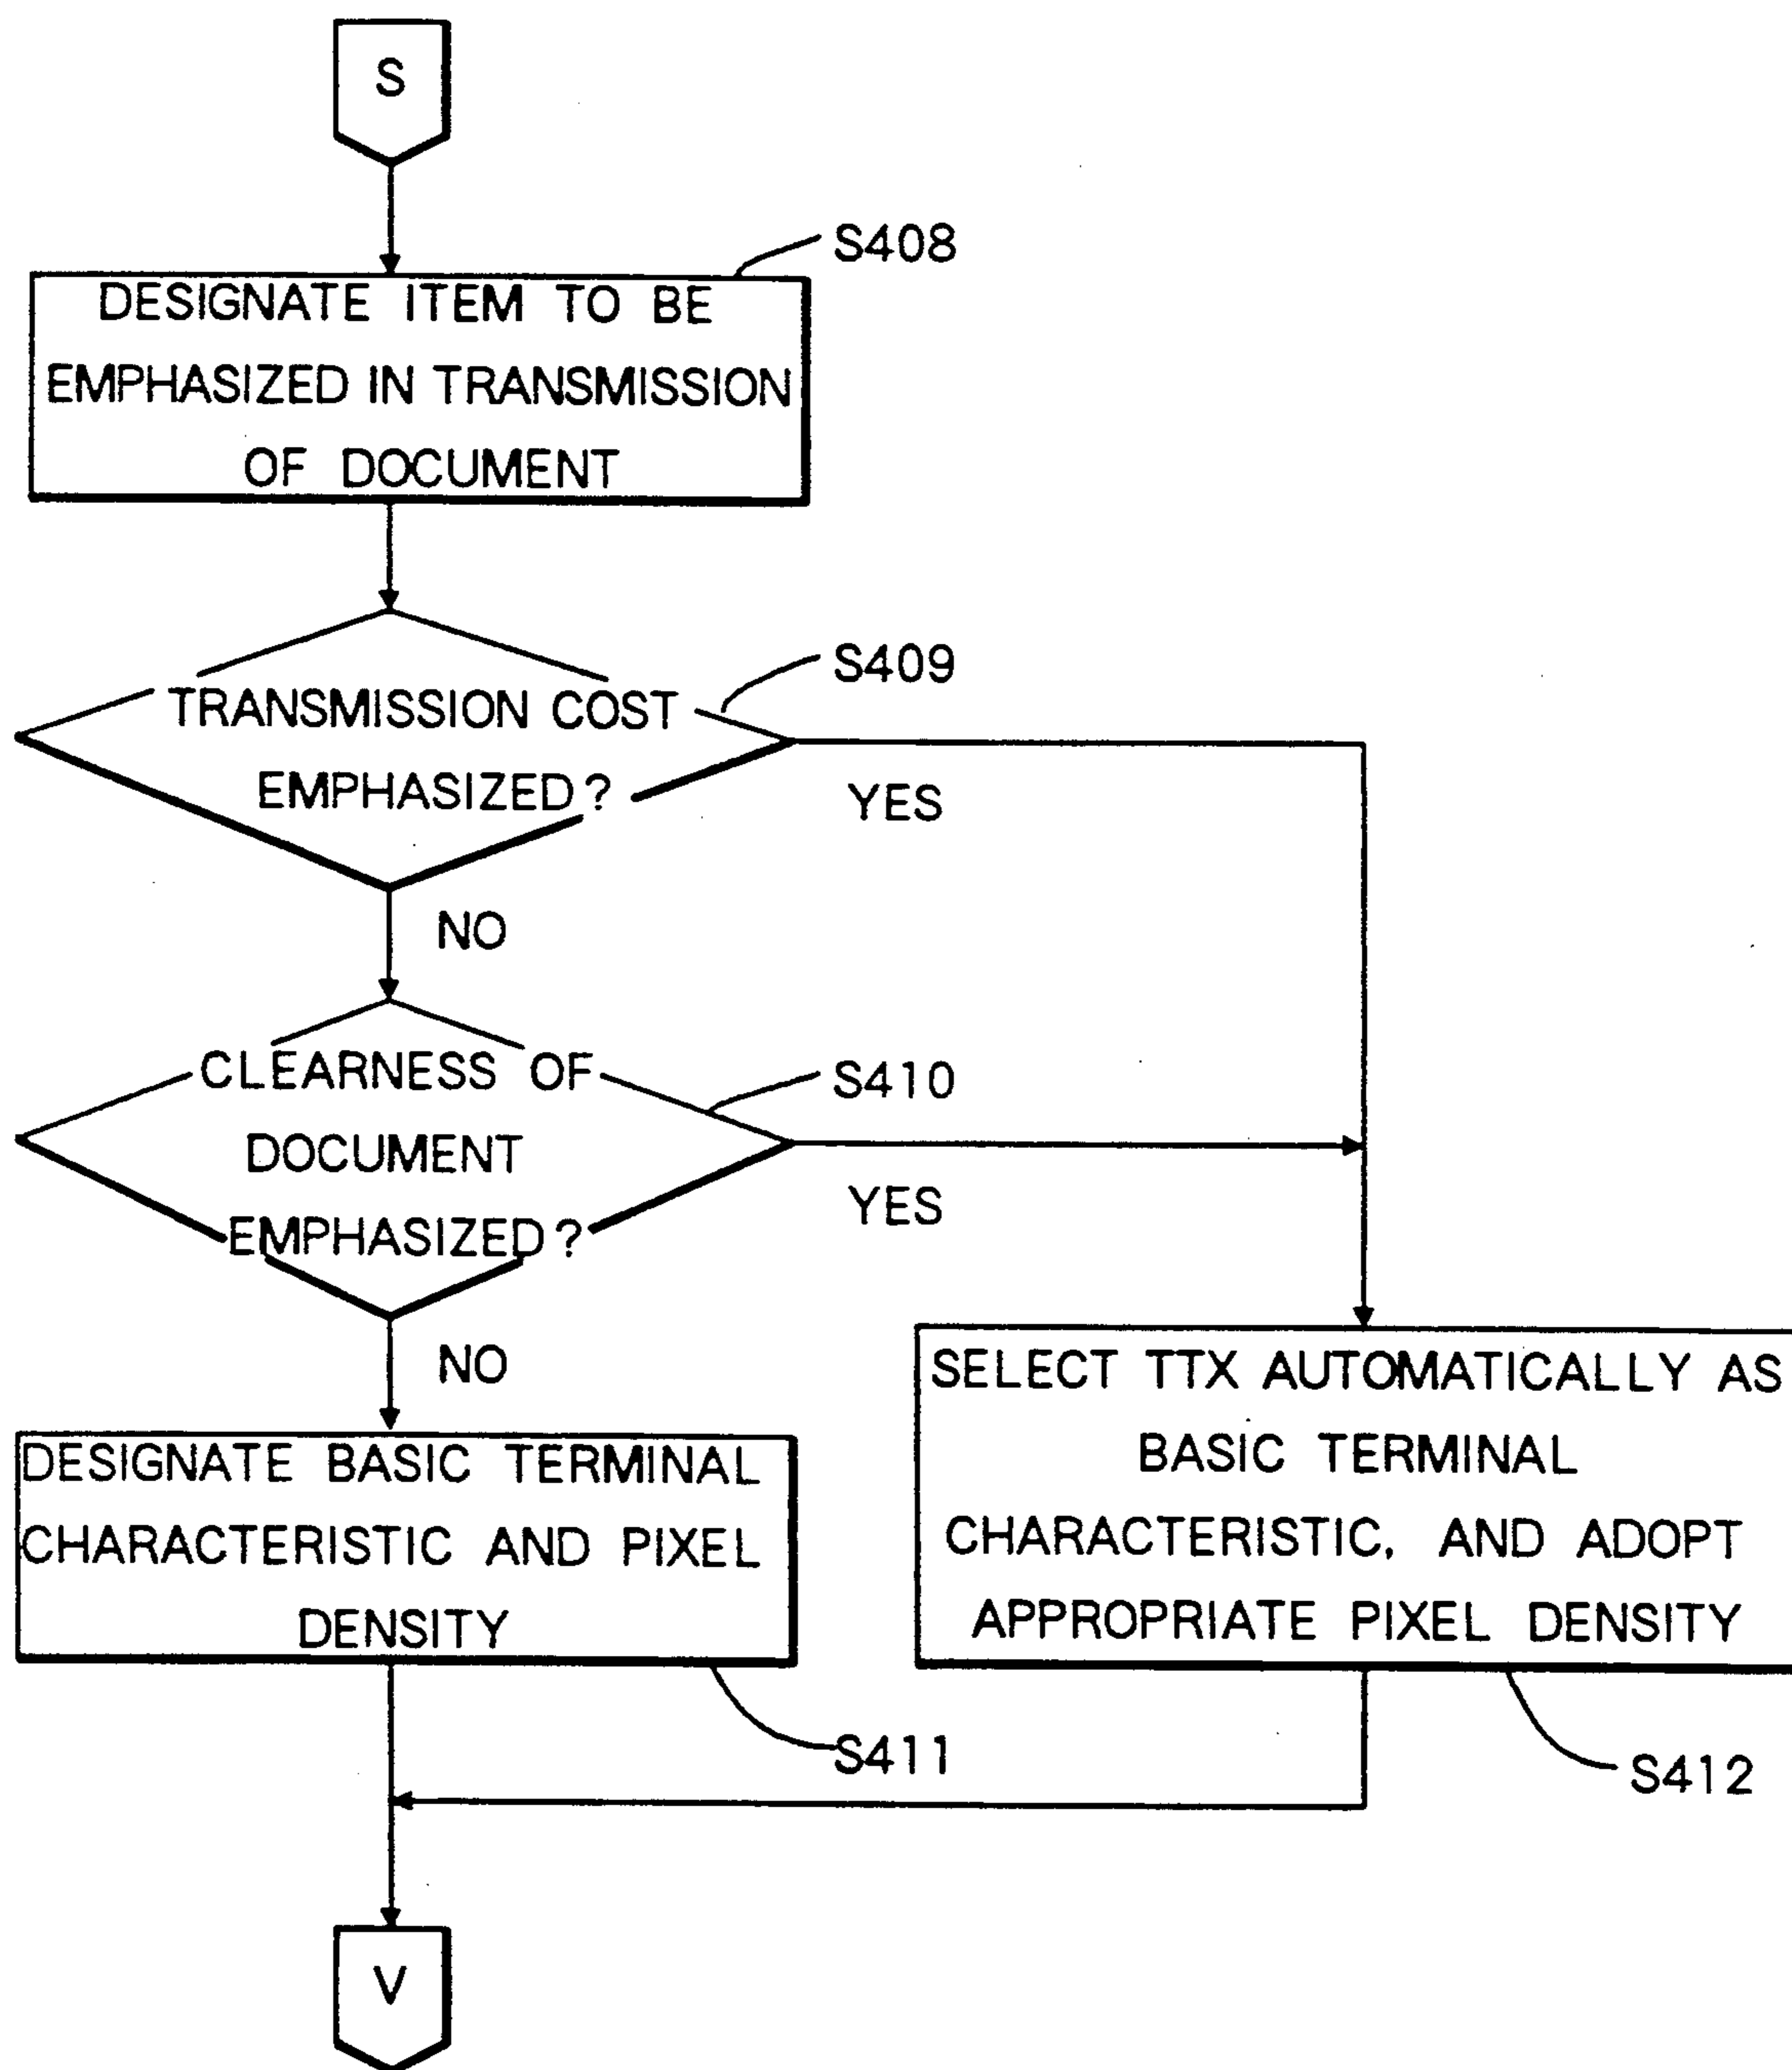 S
S408
DESIGNATE ITEM TO BE
EMPHASIZED IN TRANSMISSION
OF DOCUMENT
S409
TRANSMISSION COST
EMPHASIZED?
YES
NO
S410
CLEARNESS OF
DOCUMENT
EMPHASIZED?
YES
NO
DESIGNATE BASIC TERMINAL
CHARACTERISTIC AND PIXEL
DENSITY
S411
SELECT TTX AUTOMATICALLY AS
BASIC TERMINAL
CHARACTERISTIC, AND ADOPT
APPROPRIATE PIXEL DENSITY
S412
V